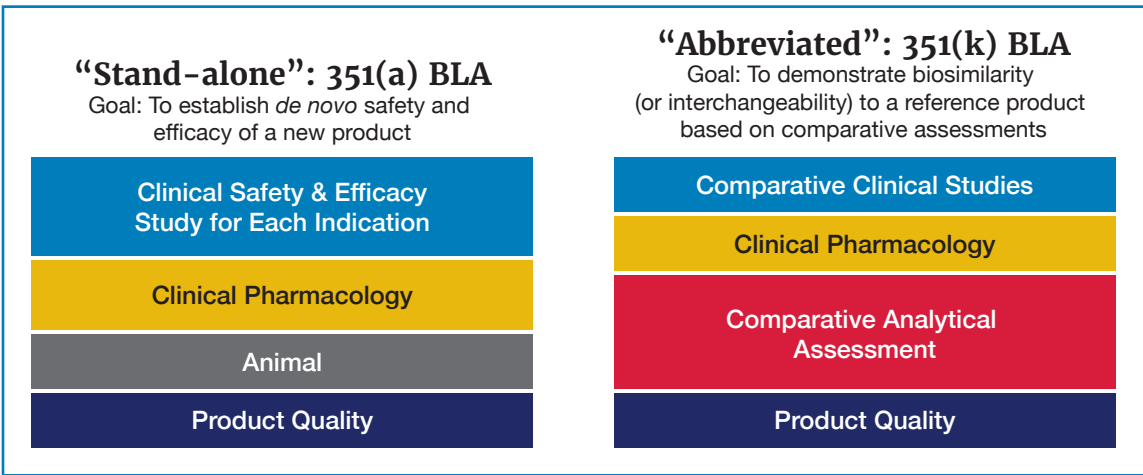 “Stand-alone”: 351(a) BLA
Goal: To establish de novo safety and
efficacy of a new product
Clinical Safety & Efficacy
Study for Each Indication
Clinical Pharmacology
Animal
Product Quality
“Abbreviated”: 351(k) BLA
Goal: To demonstrate biosimilarity
(or interchangeability) to a reference product
based on comparative assessments
Comparative Clinical Studies
Clinical Pharmacology
Comparative Analytical
Assessment
Product Quality